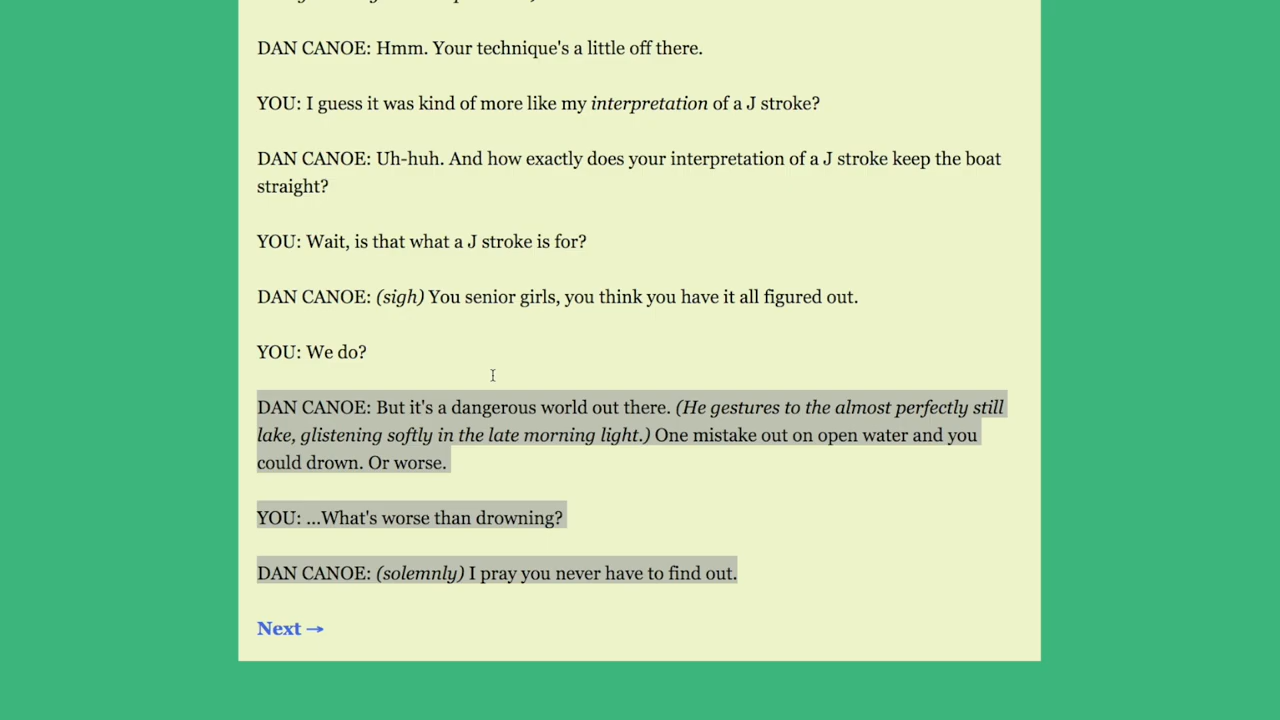 DAN CANOE: Hmm. Your technique's a little off there.
YOU: I guess it was kind of more like my interpretation of a J stroke?
DAN CANOE: Uh-huh. And how exactly does your interpretation of a J stroke keep the boat
straight?
YOU: Wait, is that what a J stroke is for?
DAN CANOE: (sigh) You senior girls, you think you have it all figured out.
YOU: We do?
DAN CANOE: But it's a dangerous world out there. (He gestures to the almost perfectly still
lake, glistening softly in the late morning light.) One mistake out on open water and you
could drown. Or worse.
YOU: ...What's worse than drowning?
DAN CANOE: (solemnly) I pray you never have to find out.
Next →